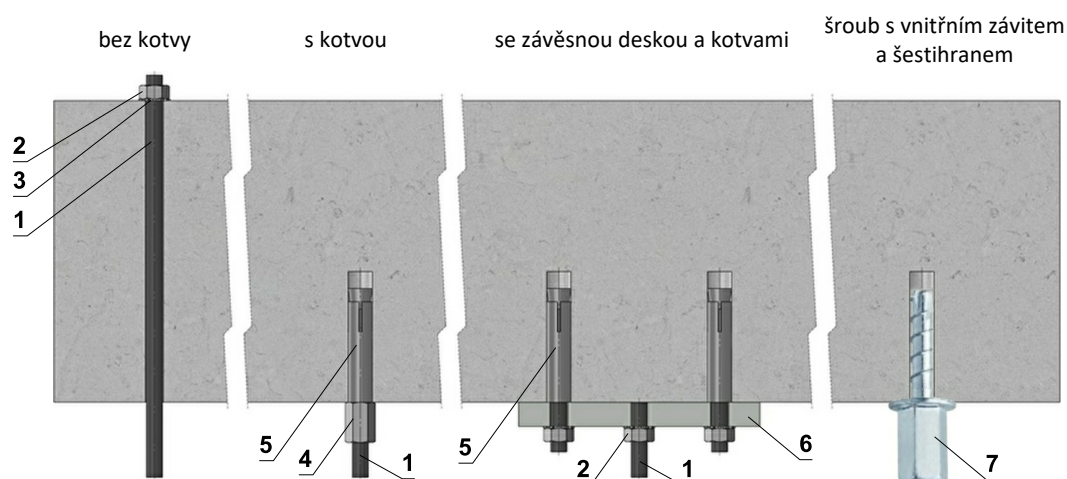 bez kotvy
s kotvou
se závěsnou deskou a kotvami
šroub s vnitřním závitem
a šestihranem
2
3
1
5
4
1
5
2
1
6
7